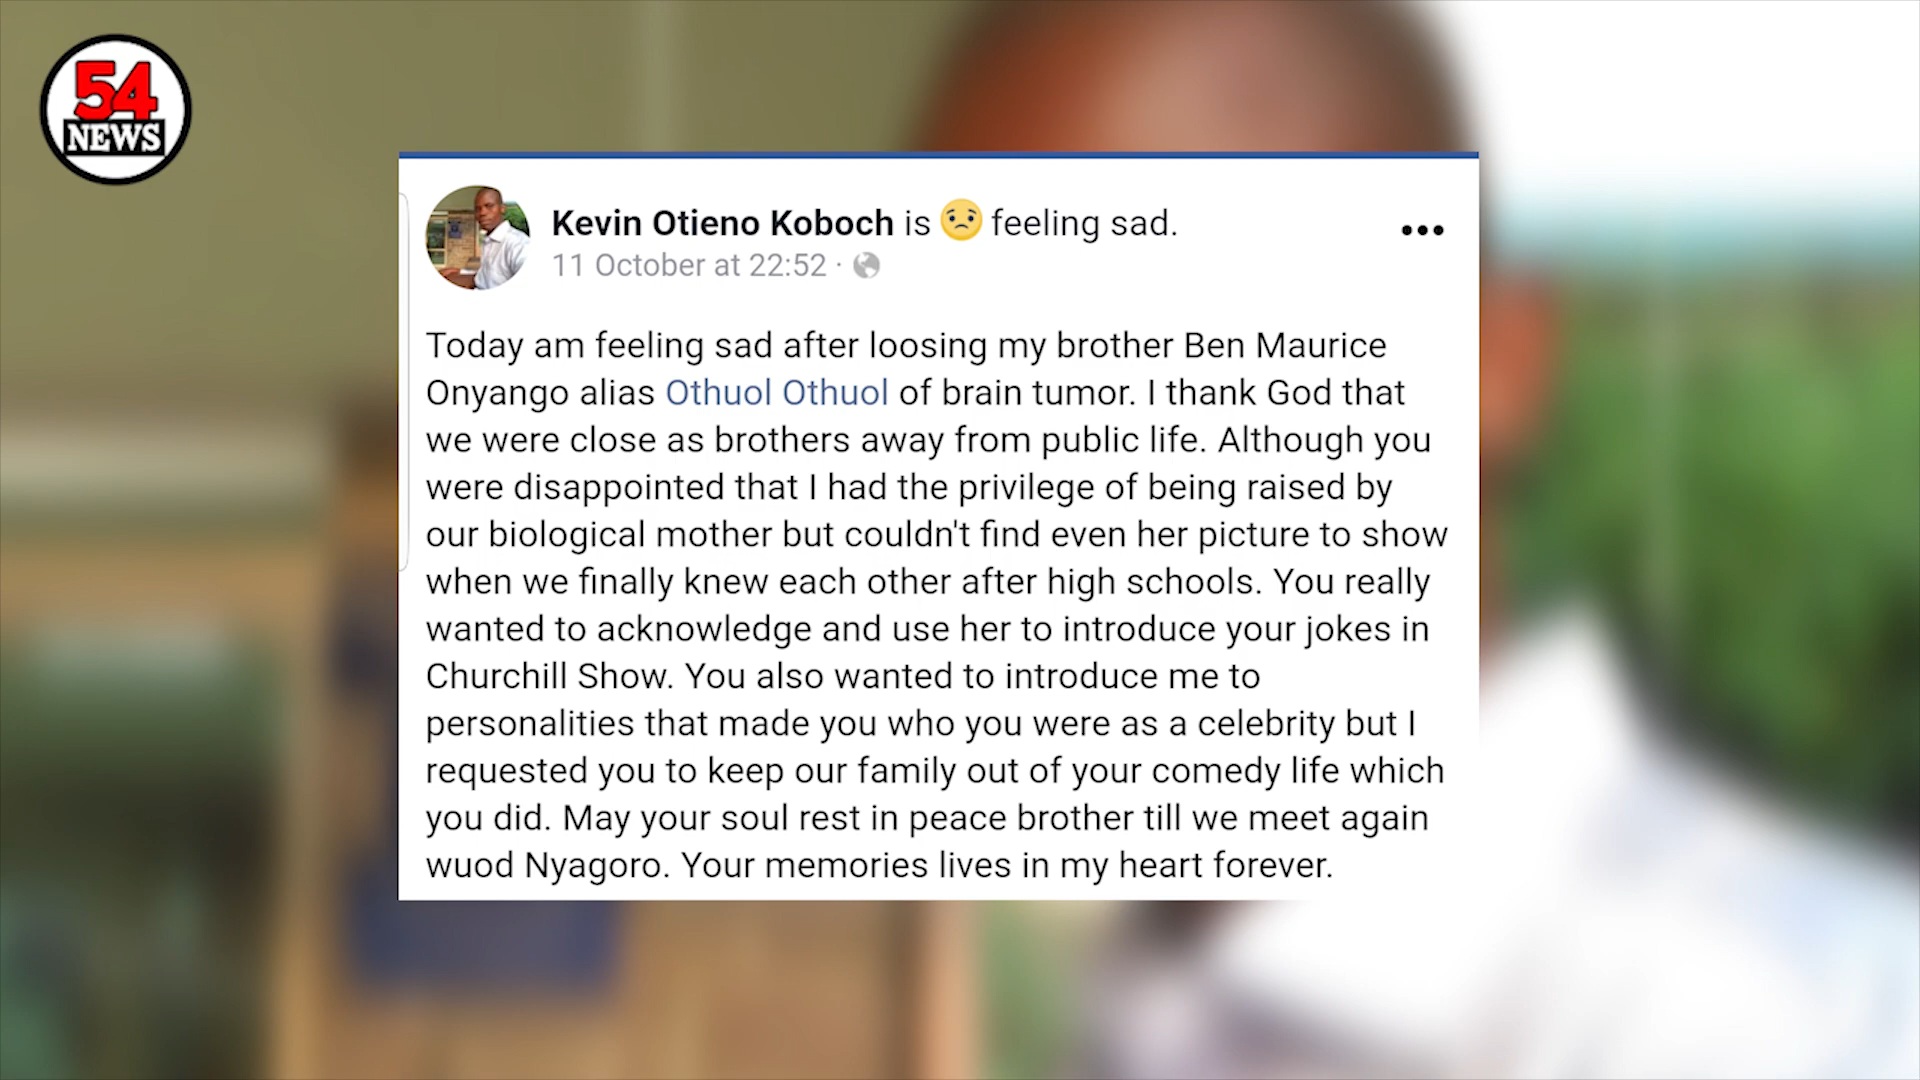 54
NEWS
Kevin Otieno Koboch is 😟 feeling sad.
11 October at 22:52 ·
Today am feeling sad after loosing my brother Ben Maurice
Onyango alias Othuol Othuol of brain tumor. I thank God that
we were close as brothers away from public life. Although you
were disappointed that I had the privilege of being raised by
our biological mother but couldn't find even her picture to show
when we finally knew each other after high schools. You really
wanted to acknowledge and use her to introduce your jokes in
Churchill Show. You also wanted to introduce me to
personalities that made you who you were as a celebrity but I
requested you to keep our family out of your comedy life which
you did. May your soul rest in peace brother till we meet again
wuod Nyagoro. Your memories lives in my heart forever.